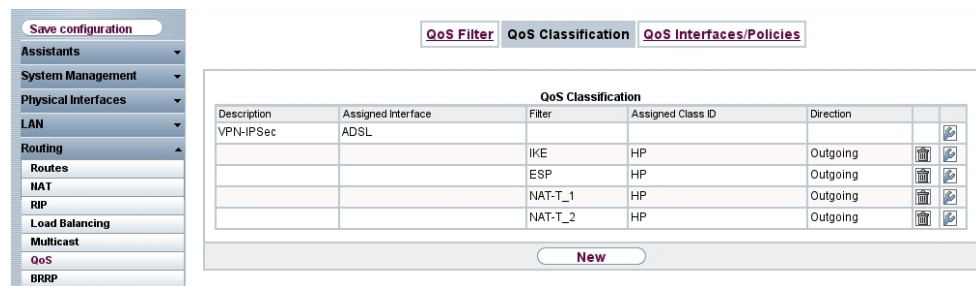 Save configuration
Assistants
System Management
Physical Interfaces
LAN
Routing
Routes
NAT
RIP
Load Balancing
Multicast
QoS
BRRP
QoS Filter QoS Classification QoS Interfaces/Policies
QoS Classification
Description Assigned Interface Filter Assigned Class ID Direction
VPN-IPSec ADSL
IKE HP Outgoing
ESP HP Outgoing
NAT-T_1 HP Outgoing
NAT-T_2 HP Outgoing
New